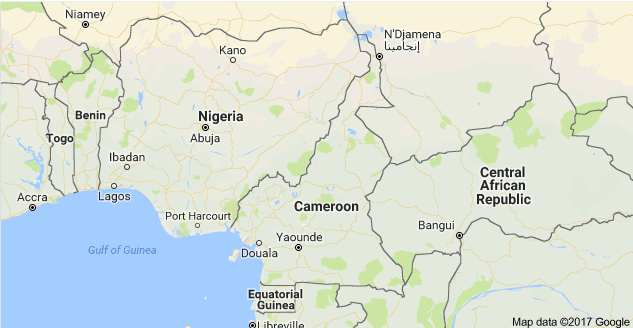 Niamey
Kano
N'Djamena
إنجامينا
Benin
Nigeria
Abuja
Togo
Ibadan
Central
African
Republic
Accra
Lagos
Port Harcourt
Cameroon
Bangui
Gulf of Guinea
Yaounde
Douala
Equatorial
Guinea
Libreville
Map data ©2017 Google